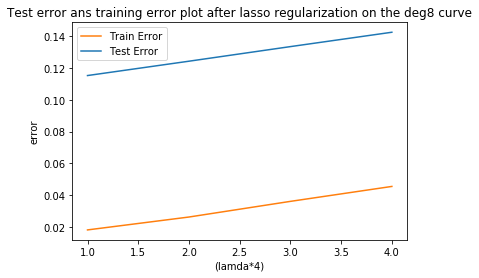 Test error ans training error plot after lasso regularization on the deg8 curve
Train Error
Test Error
0.14
0.12
0.10
0.08
0.06
0.04
0.02
error
1.0 1.5 2.0 2.5 3.0 3.5 4.0
(lamda*4)